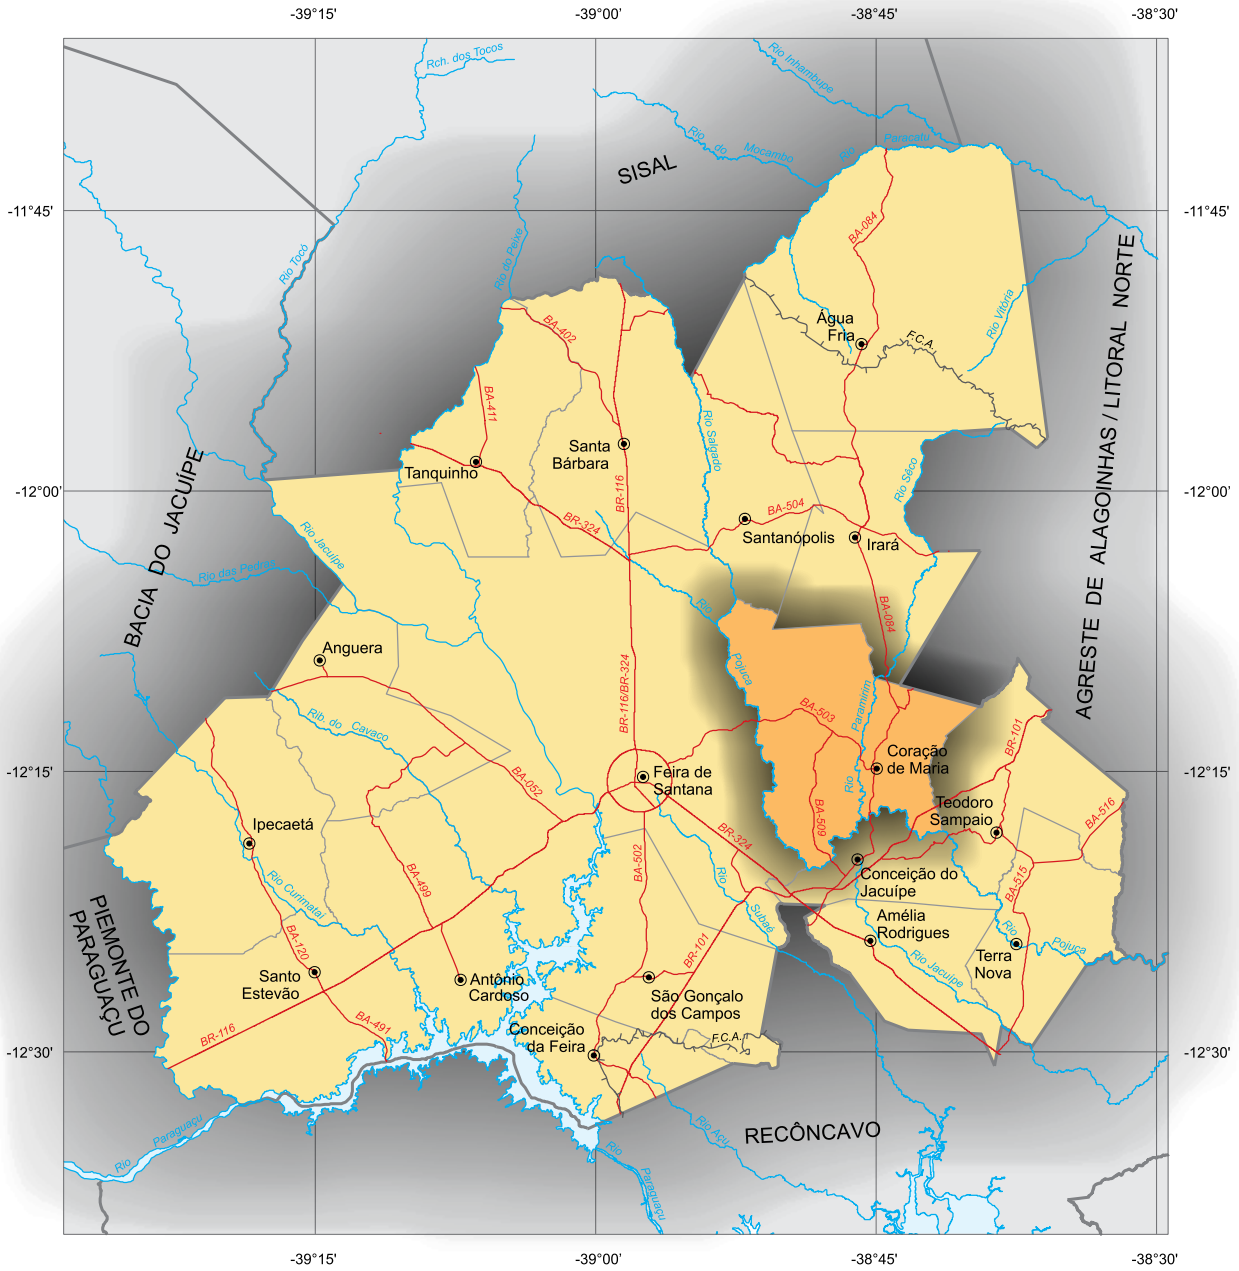 -39°15'
-39°00'
-38°45'
-38°30'
Rch. dos Tocos
Rio Inhambupe
Rio do Mocambo
Rio Paracatu
SISAL
-11°45'
-11°45'
BA-084
Rio Tocó
Rio do Peixe
AGRESTE DE ALAGOINHAS / LITORAL NORTE
Rio Vitória
Água
Fria
F.C.A.
BA-402
BA-411
Rio Salgado
Santa
Bárbara
Tanquinho
BACIA DO JACUÍPE
Rio Sêco
-12°00'
-12°00'
BR-116
BR-324
BA-504
Santanópolis
Irará
Rio Jacuípe
Rio das Pedras
BA-084
Rio
Pojuca
Anguera
BR-116/BR-324
Rib. do Cavaco
BA-503
Rio Paramirim
BR-101
Coração
de Maria
-12°15'
-12°15'
Feira de
Santana
BA-052
BA-509
Teodoro
Sampaio
BA-516
Ipecaetá
BR-324
BA-502
BA-499
Conceição do
Jacuípe
BA-515
Rio Curimataí
Rio Subaé
Amélia
Rodrigues
Rio Pojuca
PIEMONTE DO
PARAGUAÇU
BA-120
BR-101
Rio Jacuípe
Terra
Nova
Santo
Estevão
Antônio
Cardoso
São Gonçalo
dos Campos
BR-116
BA-491
Conceição
da Feira
F.C.A.
-12°30'
-12°30'
Rio Paraguaçu
Rio Açu
RECÔNCAVO
Rio Paraguaçu
-39°15'
-39°00'
-38°45'
-38°30'